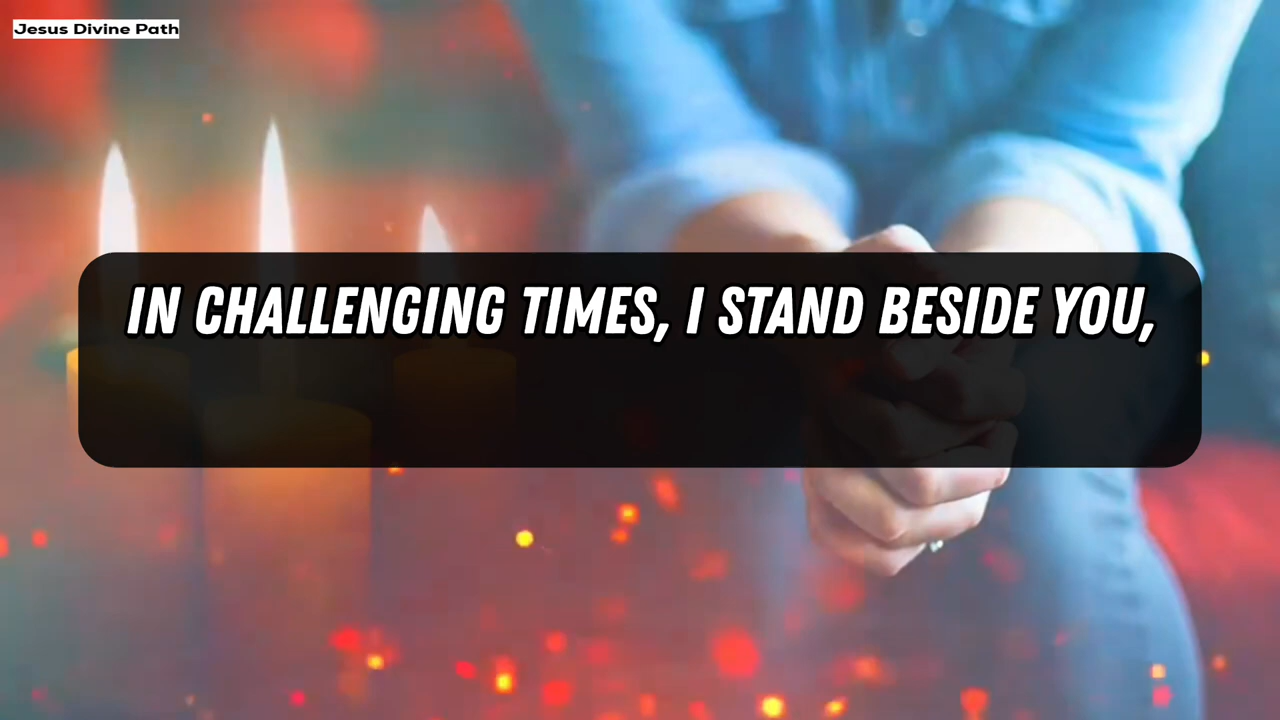 Jesus Divine Path
IN CHALLENGING TIMES, I STAND BESIDE YOU,